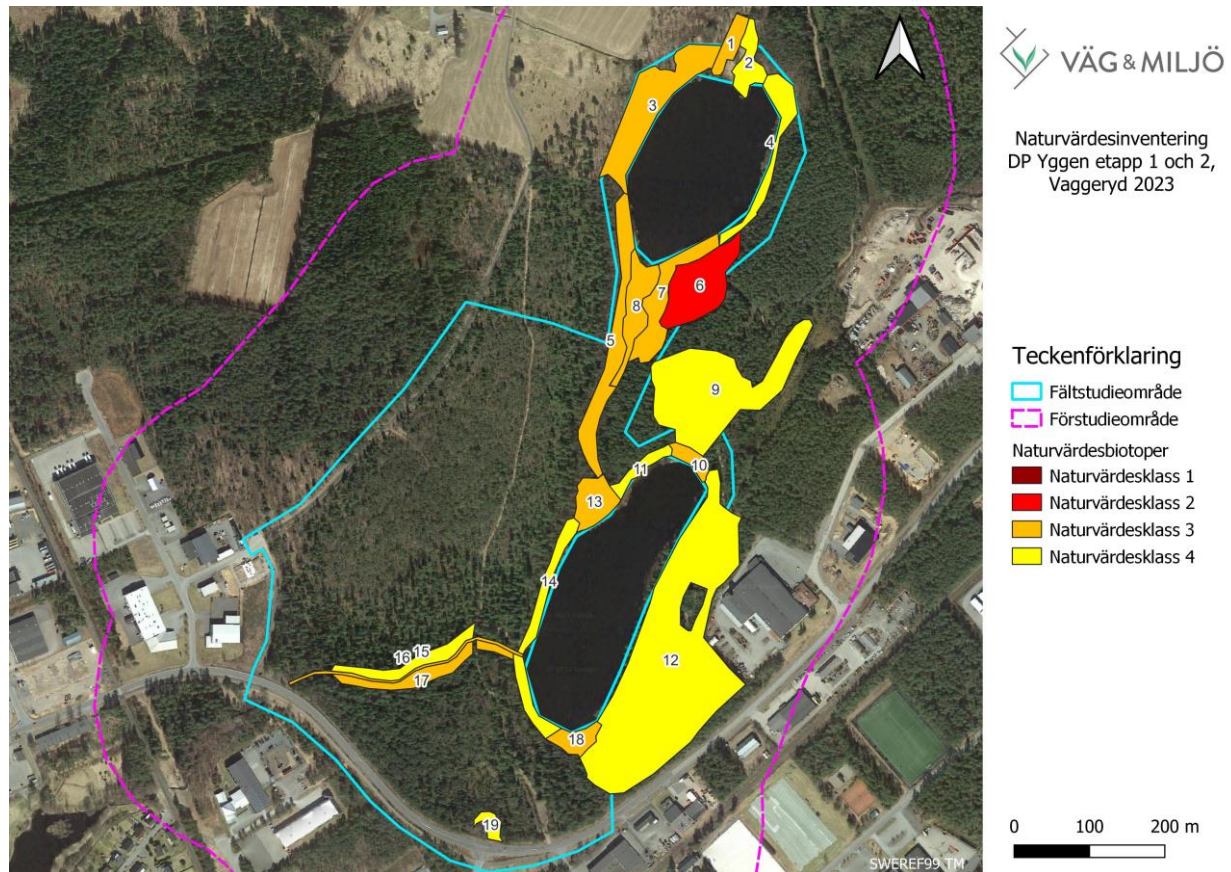 VÄG & MILJÖ
Naturvärdesinventering
DP Yggen etapp 1 och 2,
Vaggeryd 2023
Teckenförklaring
Fältstudieområde
Förstudieområde
Naturvärdesbiotoper
Naturvärdesklass 1
Naturvärdesklass 2
Naturvärdesklass 3
Naturvärdesklass 4
0 100 200 m
1
2
3
4
5
6
7
8
9
10
11
12
13
14
16 15
17
18
19
SWEREF99 TM